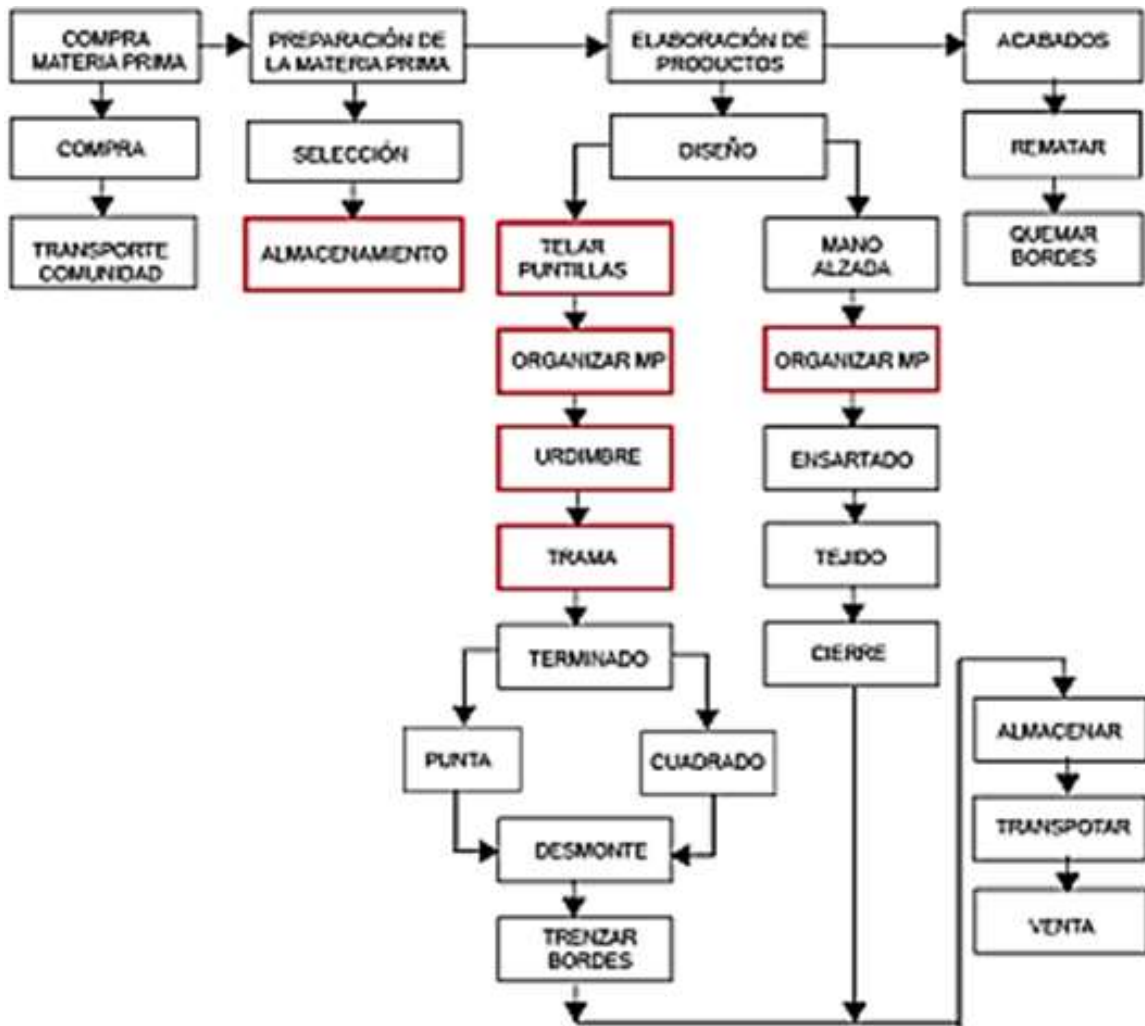 COMPRA
MATERIA PRIMA
PREPARACIÓN DE
LA MATERIA PRIMA
ELABORACIÓN DE
PRODUCTOS
ACABADOS
COMPRA
SELECCIÓN
DISEÑO
REMATAR
TRANSPORTE
COMUNIDAD
ALMACENAMIENTO
TELAR
PUNTILLAS
MANO
ALZADA
QUEMAR
BORDES
ORGANIZAR MP
ORGANIZAR MP
URDIMBRE
ENSARTADO
TRAMA
TEJIDO
TERMINADO
CIERRE
PUNTA
CUADRADO
ALMACENAR
DESMONTE
TRANSPOTAR
TRENZAR
BORDES
VENTA